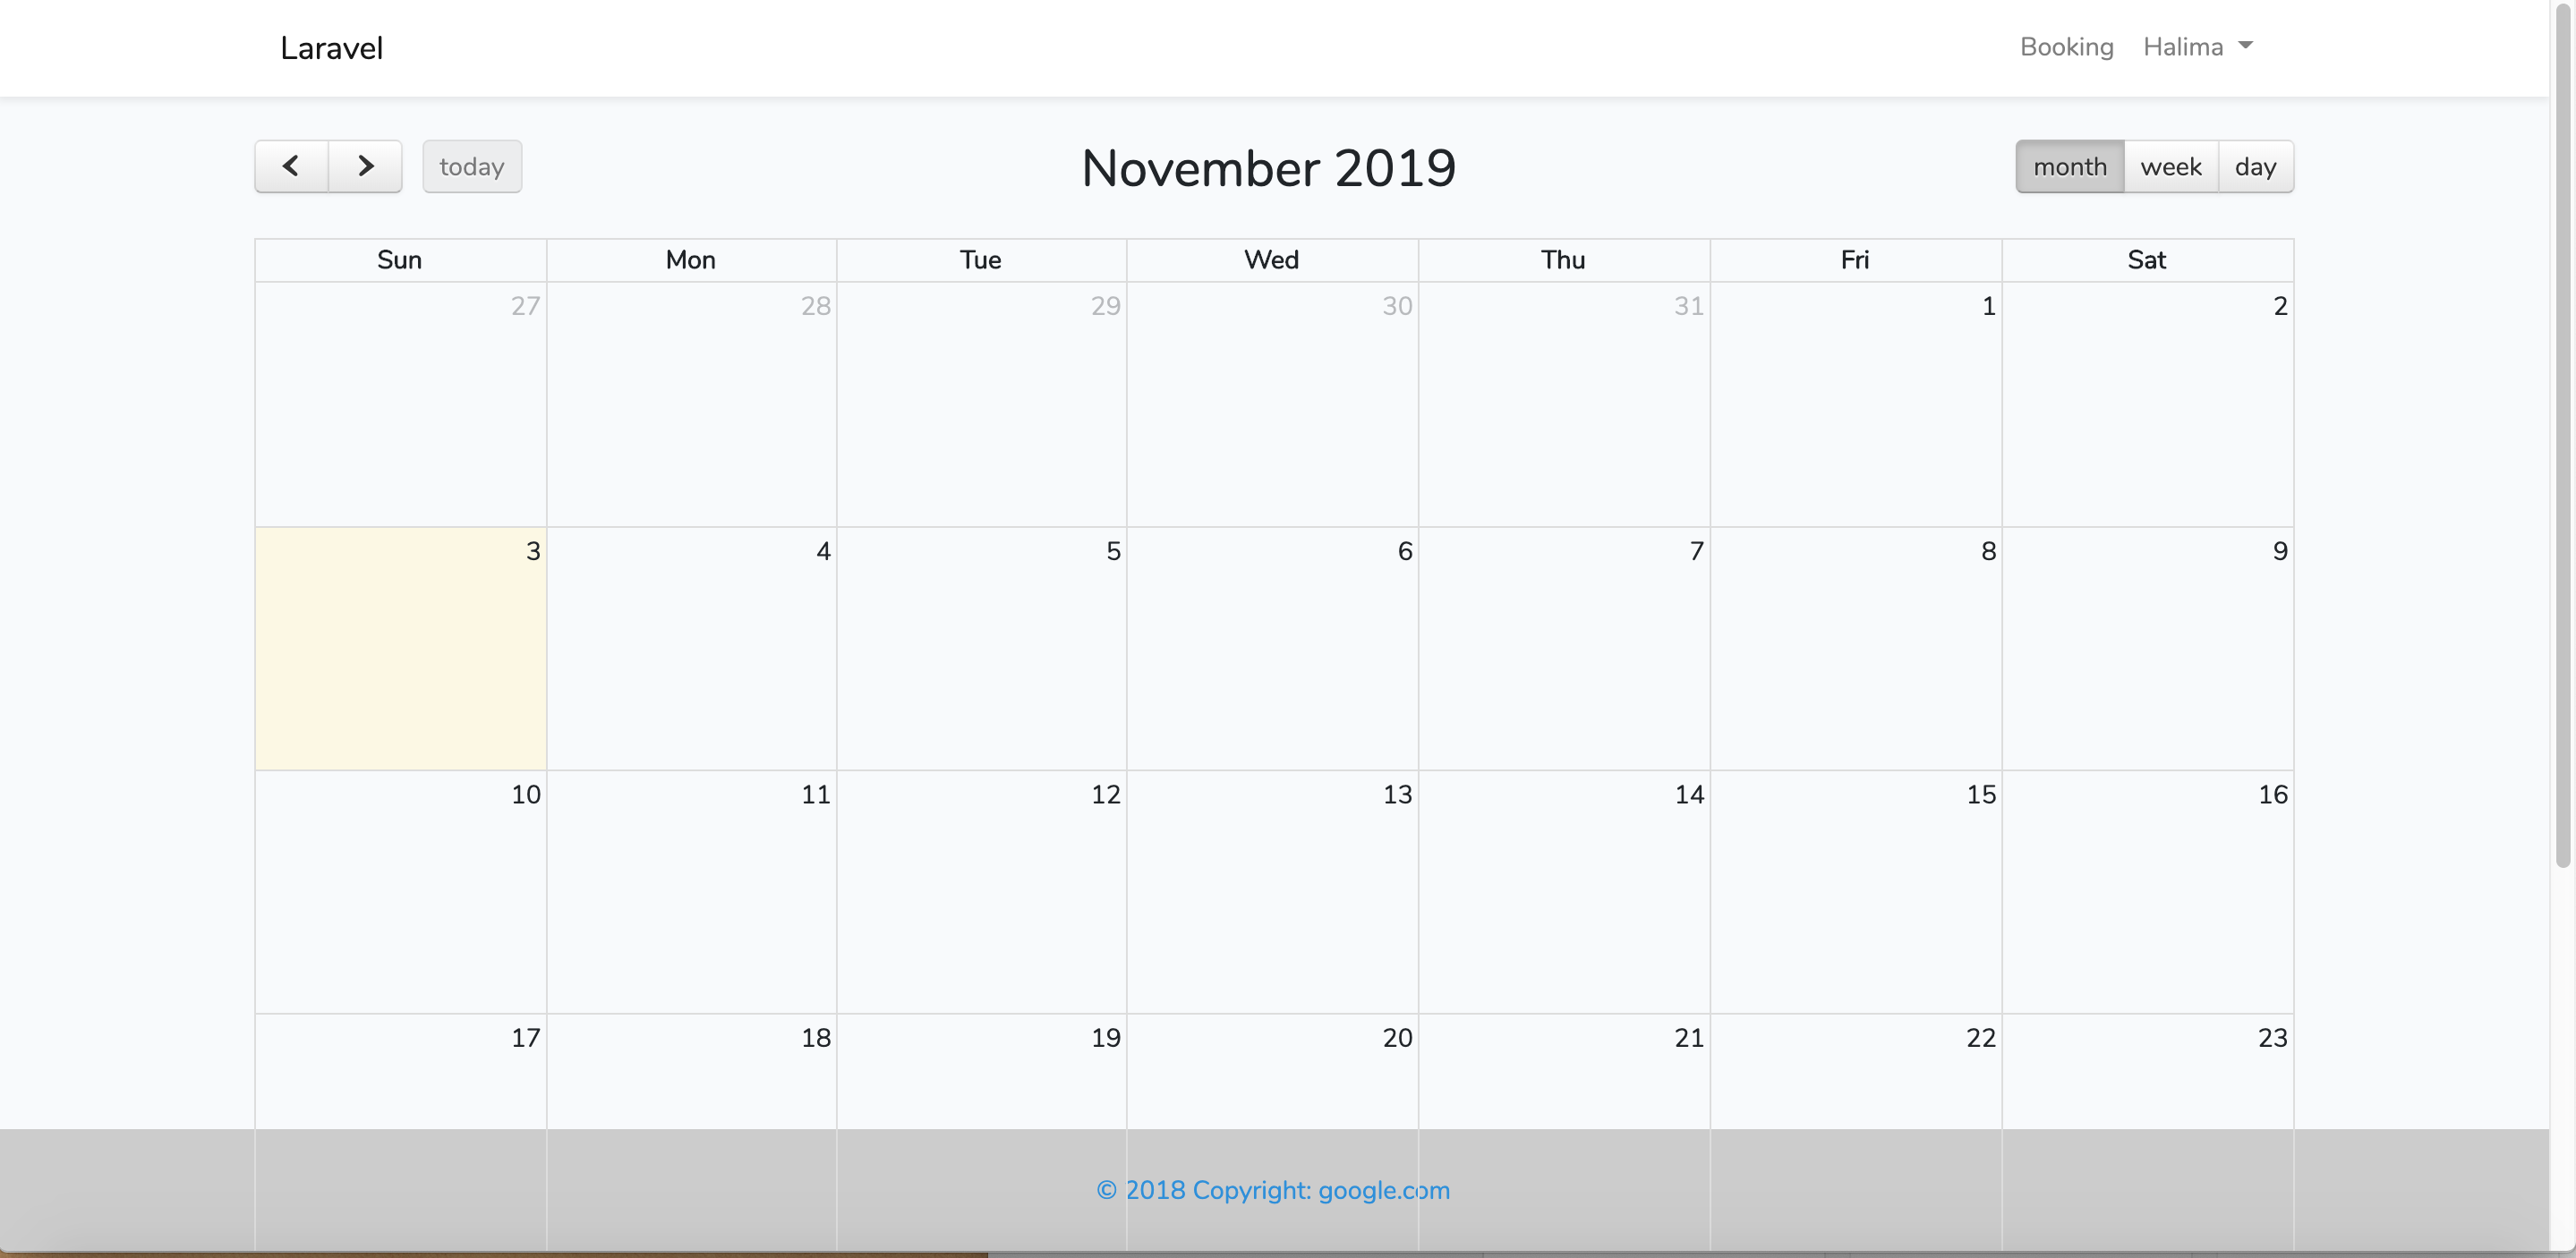 Laravel
Booking Halima
today
November 2019
month week day
Sun Mon Tue Wed Thu Fri Sat
27 28 29 30 31 1 2
3 4 5 6 7 8 9
10 11 12 13 14 15 16
17 18 19 20 21 22 23
© 2018 Copyright: google.com